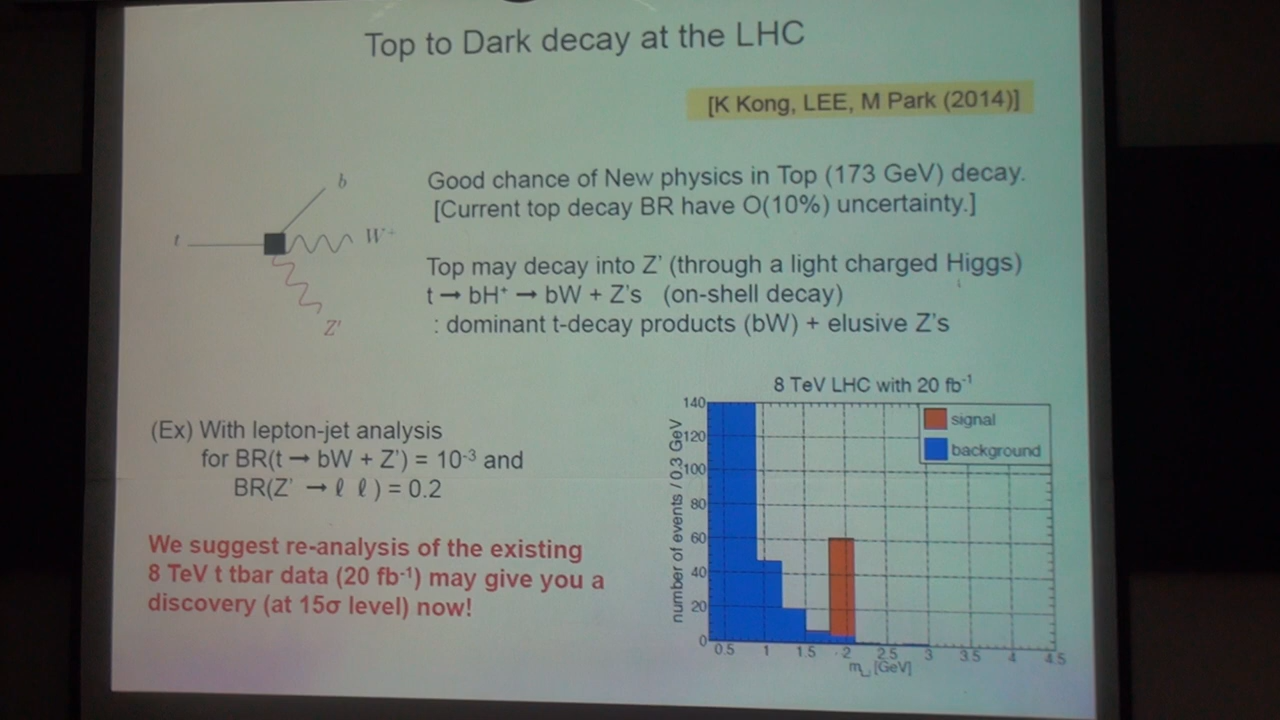 Top to Dark decay at the LHC
[K Kong, LEE, M Park (2014)]
b
t
W+
Z'
Good chance of New physics in Top (173 GeV) decay.
[Current top decay BR have O(10%) uncertainty.]
Top may decay into Z' (through a light charged Higgs)
t → bH⁺ → bW + Z's (on-shell decay)
: dominant t-decay products (bW) + elusive Z's
(Ex) With lepton-jet analysis
for BR(t → bW + Z') = 10⁻³ and
BR(Z' → ℓ ℓ) = 0.2
We suggest re-analysis of the existing
8 TeV t tbar data (20 fb⁻¹) may give you a
discovery (at 15σ level) now!
8 TeV LHC with 20 fb⁻¹
number of events / 0.3 GeV
140
120
100
80
60
40
20
0
signal
background
0.5 1 1.5 2 2.5 3 3.5 4 4.5
[GeV]